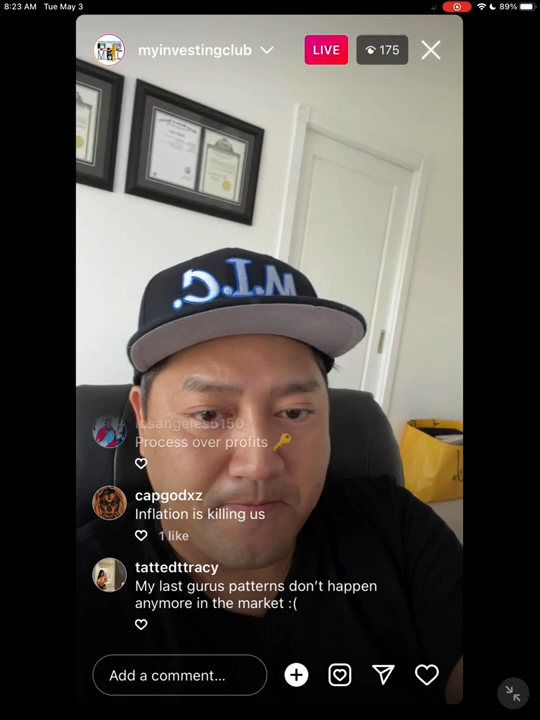 8:23 AM Tue May 3
89%
myinvestingclub
LIVE
175
M.I.C.
losangeles5150
Process over profits
capgodxz
Inflation is killing us
1 like
tattedttracy
My last gurus patterns don't happen
anymore in the market :(
Add a comment...